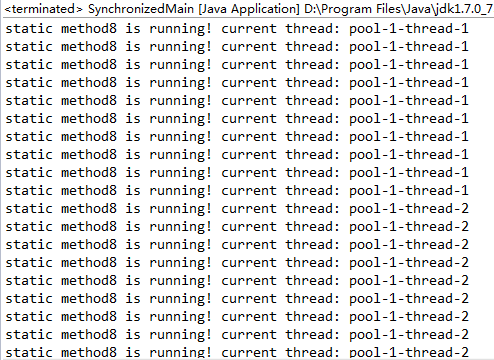 <terminated> SynchronizedMain [Java Application] D:\Program Files\Java\jdk1.7.0_7
static method8 is running! current thread: pool-1-thread-1
static method8 is running! current thread: pool-1-thread-1
static method8 is running! current thread: pool-1-thread-1
static method8 is running! current thread: pool-1-thread-1
static method8 is running! current thread: pool-1-thread-1
static method8 is running! current thread: pool-1-thread-1
static method8 is running! current thread: pool-1-thread-1
static method8 is running! current thread: pool-1-thread-1
static method8 is running! current thread: pool-1-thread-1
static method8 is running! current thread: pool-1-thread-1
static method8 is running! current thread: pool-1-thread-2
static method8 is running! current thread: pool-1-thread-2
static method8 is running! current thread: pool-1-thread-2
static method8 is running! current thread: pool-1-thread-2
static method8 is running! current thread: pool-1-thread-2
static method8 is running! current thread: pool-1-thread-2
static method8 is running! current thread: pool-1-thread-2
static method8 is running! current thread: pool-1-thread-2
static method8 is running! current thread: pool-1-thread-2